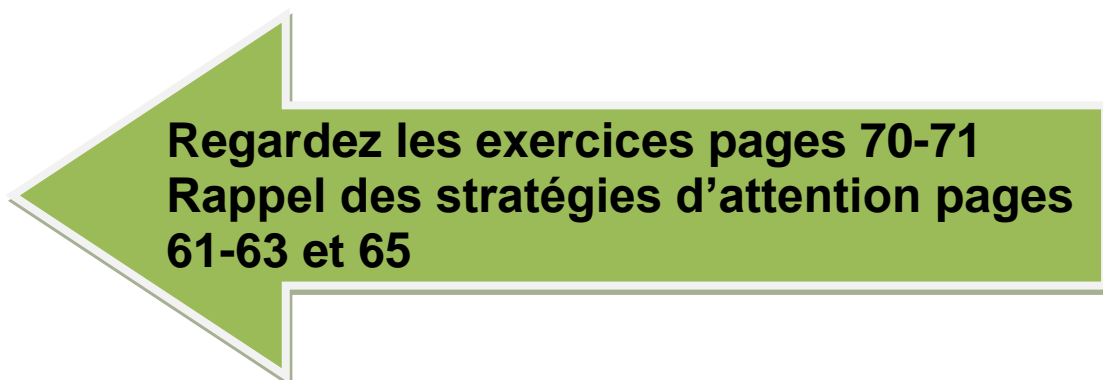 Regardez les exercices pages 70-71
Rappel des stratégies d’attention pages
61-63 et 65